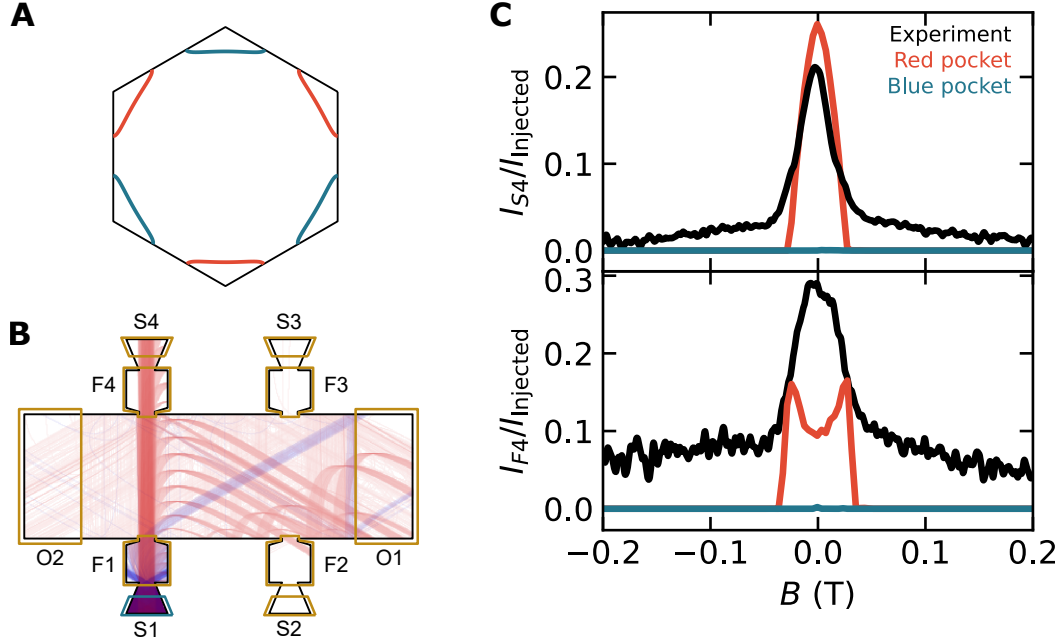 A
B
S4
S3
F4
F3
O2
F1
F2
O1
S1
S2
C
Experiment
Red pocket
Blue pocket
I_S4/I_Injected
0.2
0.1
0.0
I_F4/I_Injected
0.3
0.2
0.1
0.0
−0.2 −0.1 0.0 0.1 0.2
B (T)